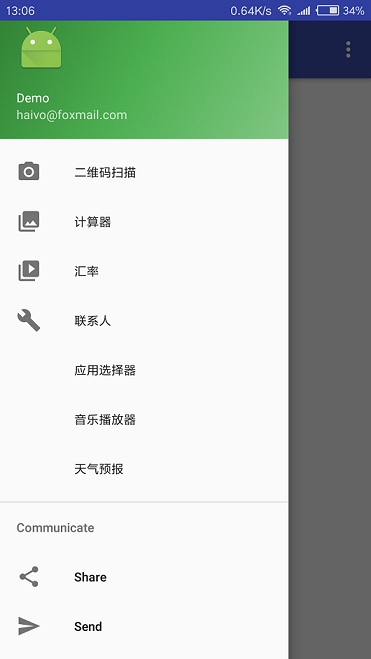 13:06 0.64K/s 34%
Demo
haivo@foxmail.com
二维码扫描
计算器
汇率
联系人
应用选择器
音乐播放器
天气预报
Communicate
Share
Send